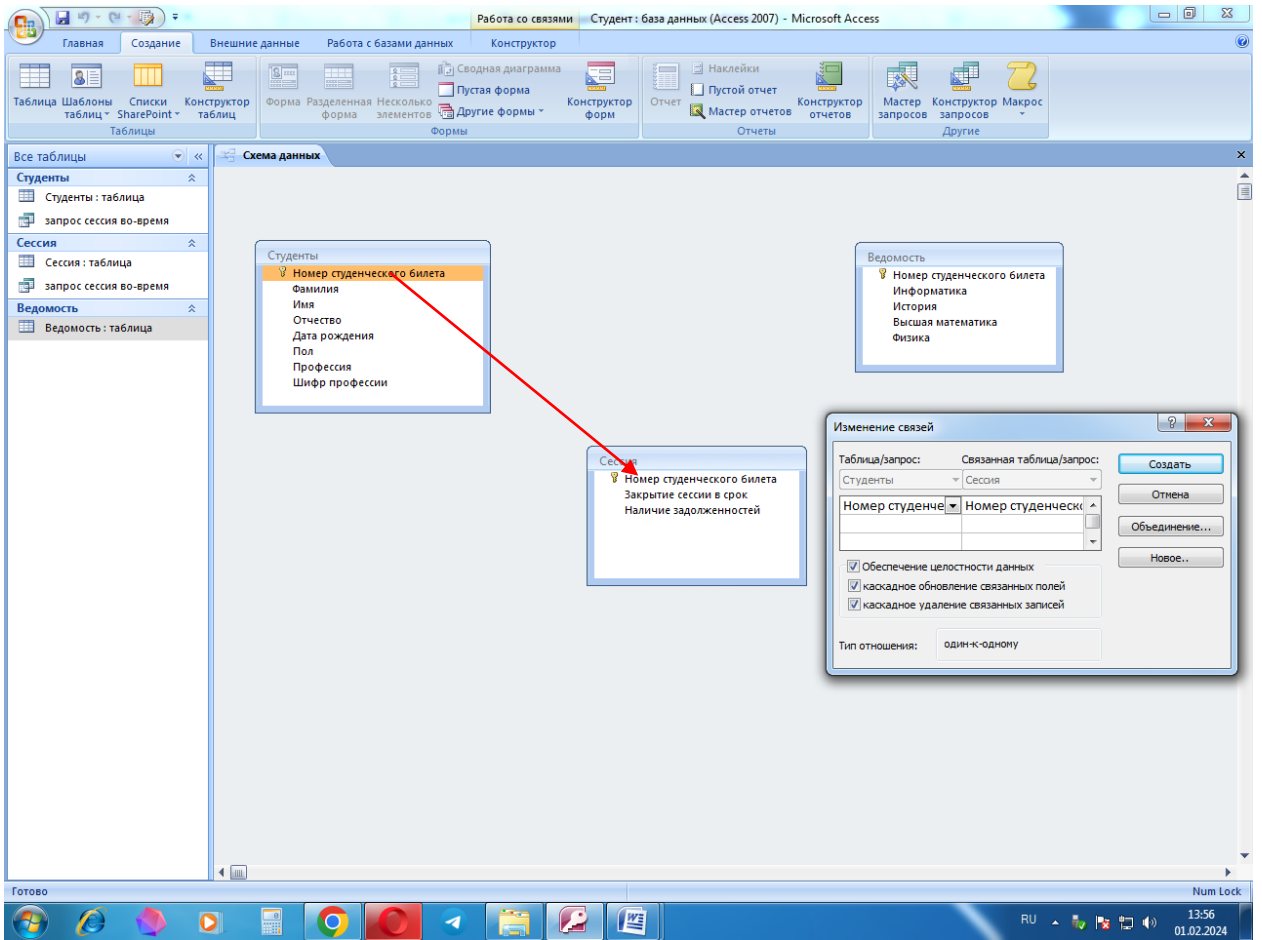 Работа со связями
Студент : база данных (Access 2007) - Microsoft Access
Главная
Создание
Внешние данные
Работа с базами данных
Конструктор
Таблица
Шаблоны таблиц
Списки SharePoint
Конструктор таблиц
Таблицы
Форма
Разделенная форма
Несколько элементов
Сводная диаграмма
Пустая форма
Другие формы
Конструктор форм
Формы
Отчет
Наклейки
Пустой отчет
Мастер отчетов
Конструктор отчетов
Отчеты
Мастер запросов
Конструктор запросов
Макрос
Другие
Все таблицы
Студенты
Студенты : таблица
запрос сессия во-время
Сессия
Сессия : таблица
запрос сессия во-время
Ведомость
Ведомость : таблица
Схема данных
Студенты
Номер студенческого билета
Фамилия
Имя
Отчество
Дата рождения
Пол
Профессия
Шифр профессии
Ведомость
Номер студенческого билета
Информатика
История
Высшая математика
Физика
Сессия
Номер студенческого билета
Закрытие сессии в срок
Наличие задолженностей
Изменение связей
Таблица/запрос:
Связанная таблица/запрос:
Студенты
Сессия
Номер студенче
Номер студенческ
Обеспечение целостности данных
каскадное обновление связанных полей
каскадное удаление связанных записей
Тип отношения:
один-к-одному
Создать
Отмена
Объединение...
Новое..
Готово
Num Lock
RU
13:56
01.02.2024